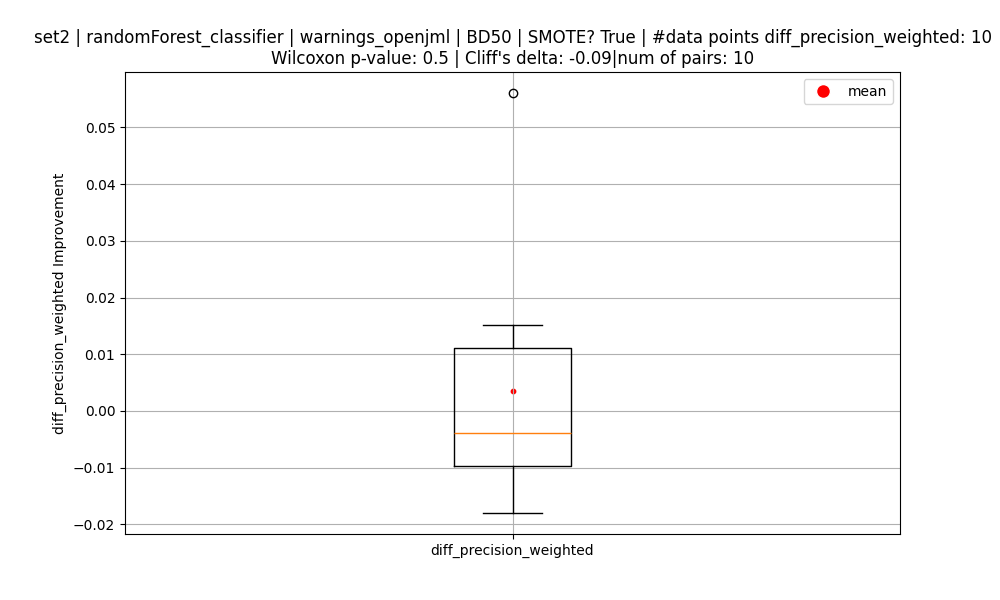 set2 | randomForest_classifier | warnings_openjml | BD50 | SMOTE? True | #data points diff_precision_weighted: 10
Wilcoxon p-value: 0.5 | Cliff's delta: -0.09|num of pairs: 10
mean
0.05
0.04
0.03
0.02
0.01
0.00
−0.01
−0.02
diff_precision_weighted Improvement
diff_precision_weighted